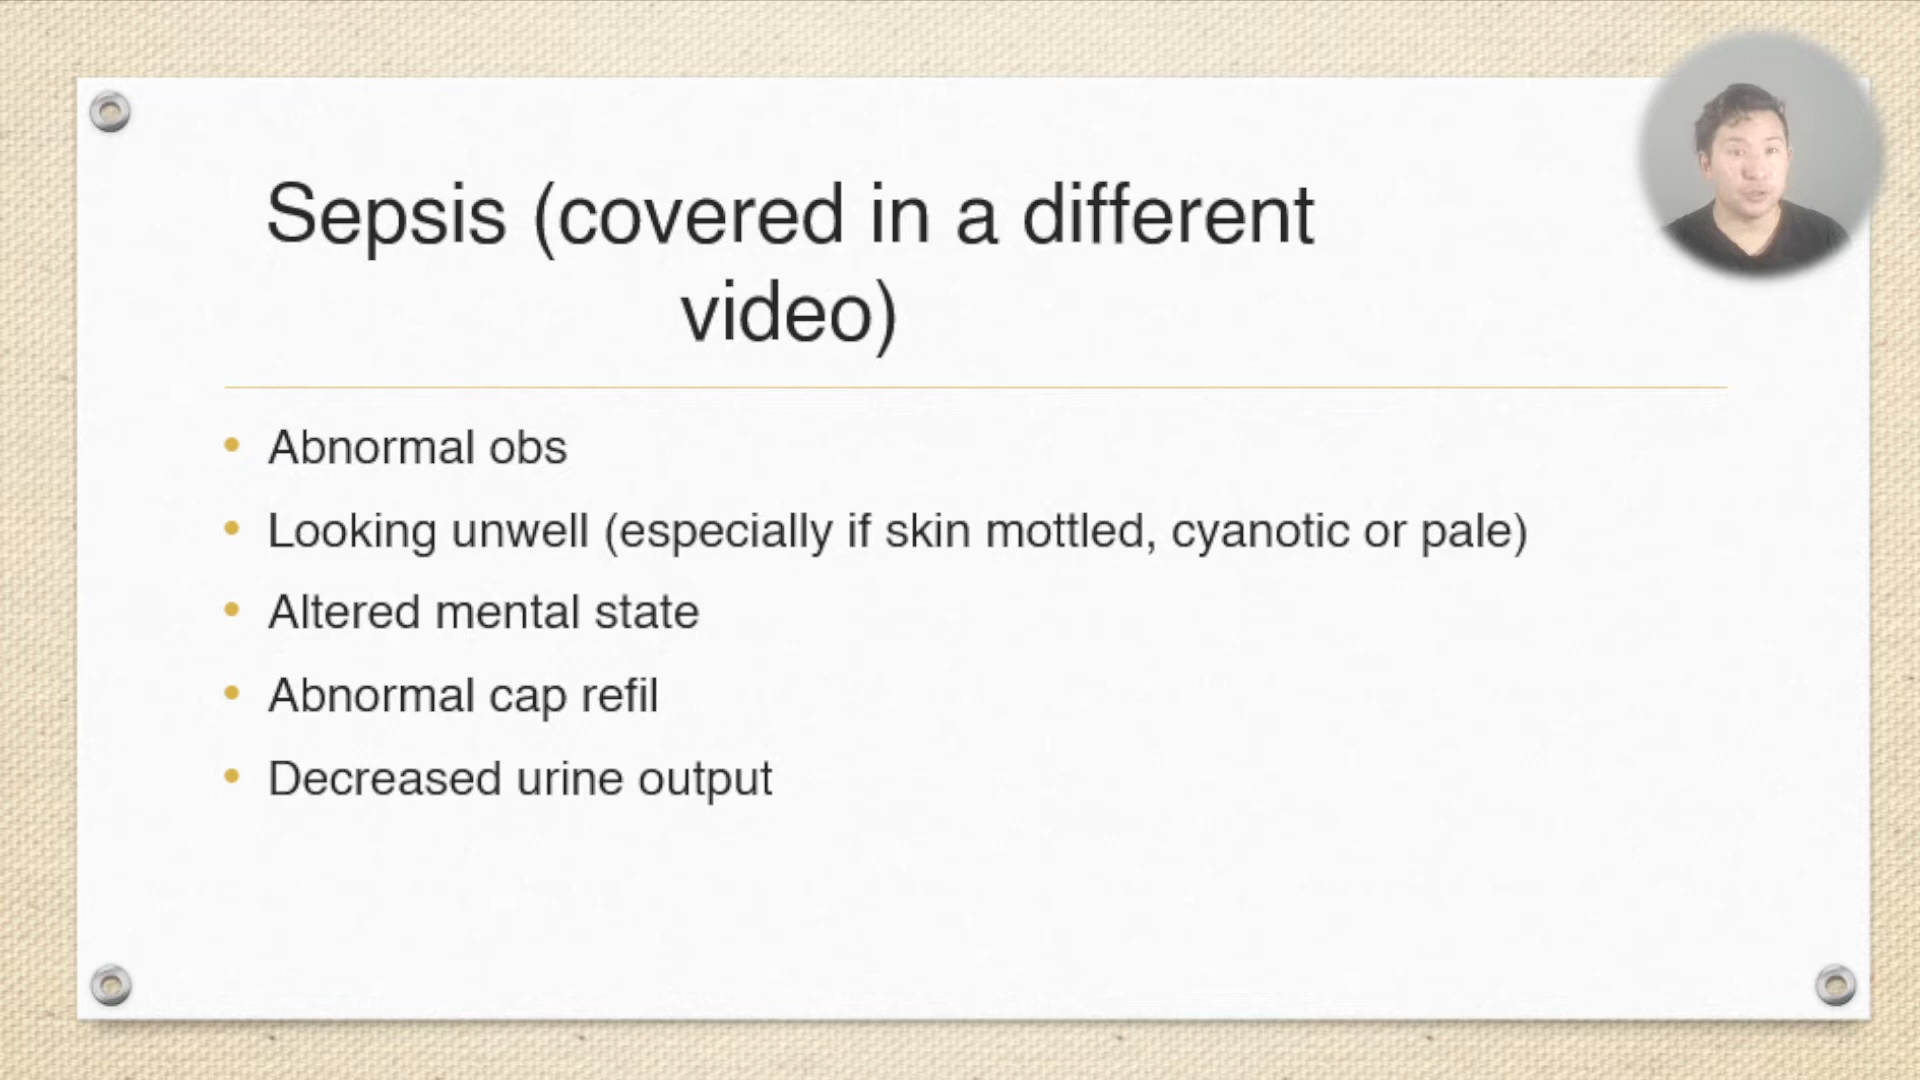 Sepsis (covered in a different
video)
• Abnormal obs
• Looking unwell (especially if skin mottled, cyanotic or pale)
• Altered mental state
• Abnormal cap refil
• Decreased urine output